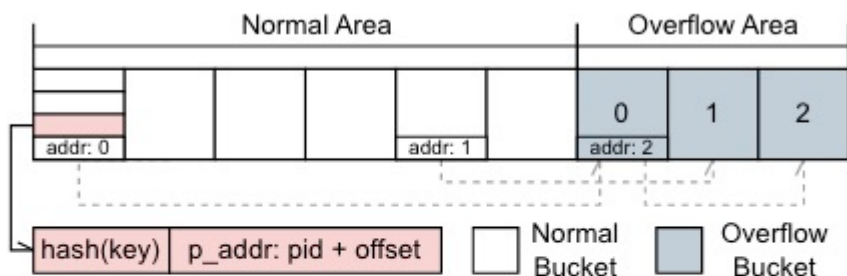 Normal Area Overflow Area
0 1 2
addr: 0 addr: 1 addr: 2
hash(key) p_addr: pid + offset Normal Bucket Overflow Bucket